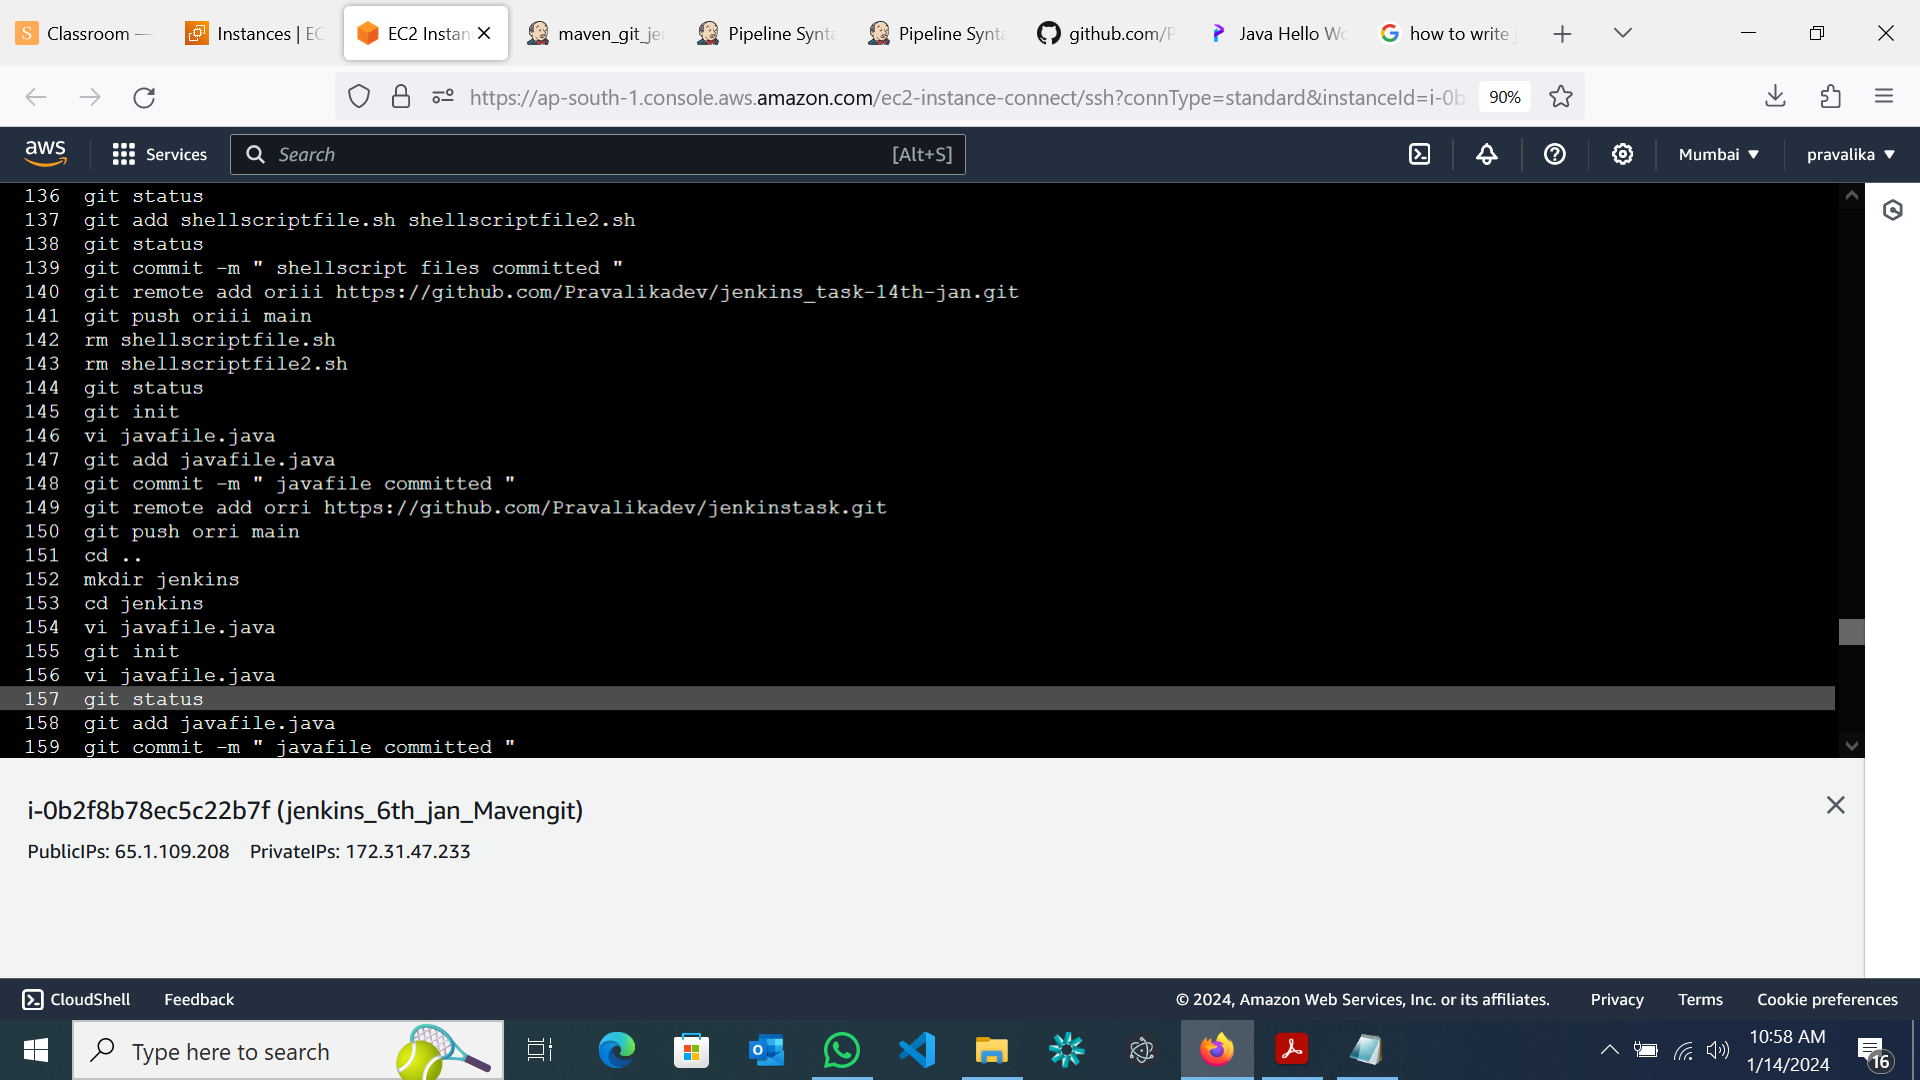 Classroom —
Instances | EC
EC2 Instan
maven_git_je
Pipeline Synta
Pipeline Synta
github.com/P
Java Hello Wo
how to write j
https://ap-south-1.console.aws.amazon.com/ec2-instance-connect/ssh?connType=standard&instanceId=i-0b
90%
aws
Services
Search
[Alt+S]
Mumbai
pravalika
136 git status
137 git add shellscriptfile.sh shellscriptfile2.sh
138 git status
139 git commit -m " shellscript files committed "
140 git remote add oriii https://github.com/Pravalikadev/jenkins_task-14th-jan.git
141 git push oriii main
142 rm shellscriptfile.sh
143 rm shellscriptfile2.sh
144 git status
145 git init
146 vi javafile.java
147 git add javafile.java
148 git commit -m " javafile committed "
149 git remote add orri https://github.com/Pravalikadev/jenkinstask.git
150 git push orri main
151 cd ..
152 mkdir jenkins
153 cd jenkins
154 vi javafile.java
155 git init
156 vi javafile.java
157 git status
158 git add javafile.java
159 git commit -m " javafile committed "
i-0b2f8b78ec5c22b7f (jenkins_6th_jan_Mavengit)
PublicIPs: 65.1.109.208 PrivateIPs: 172.31.47.233
CloudShell
Feedback
© 2024, Amazon Web Services, Inc. or its affiliates.
Privacy
Terms
Cookie preferences
Type here to search
10:58 AM
1/14/2024
16